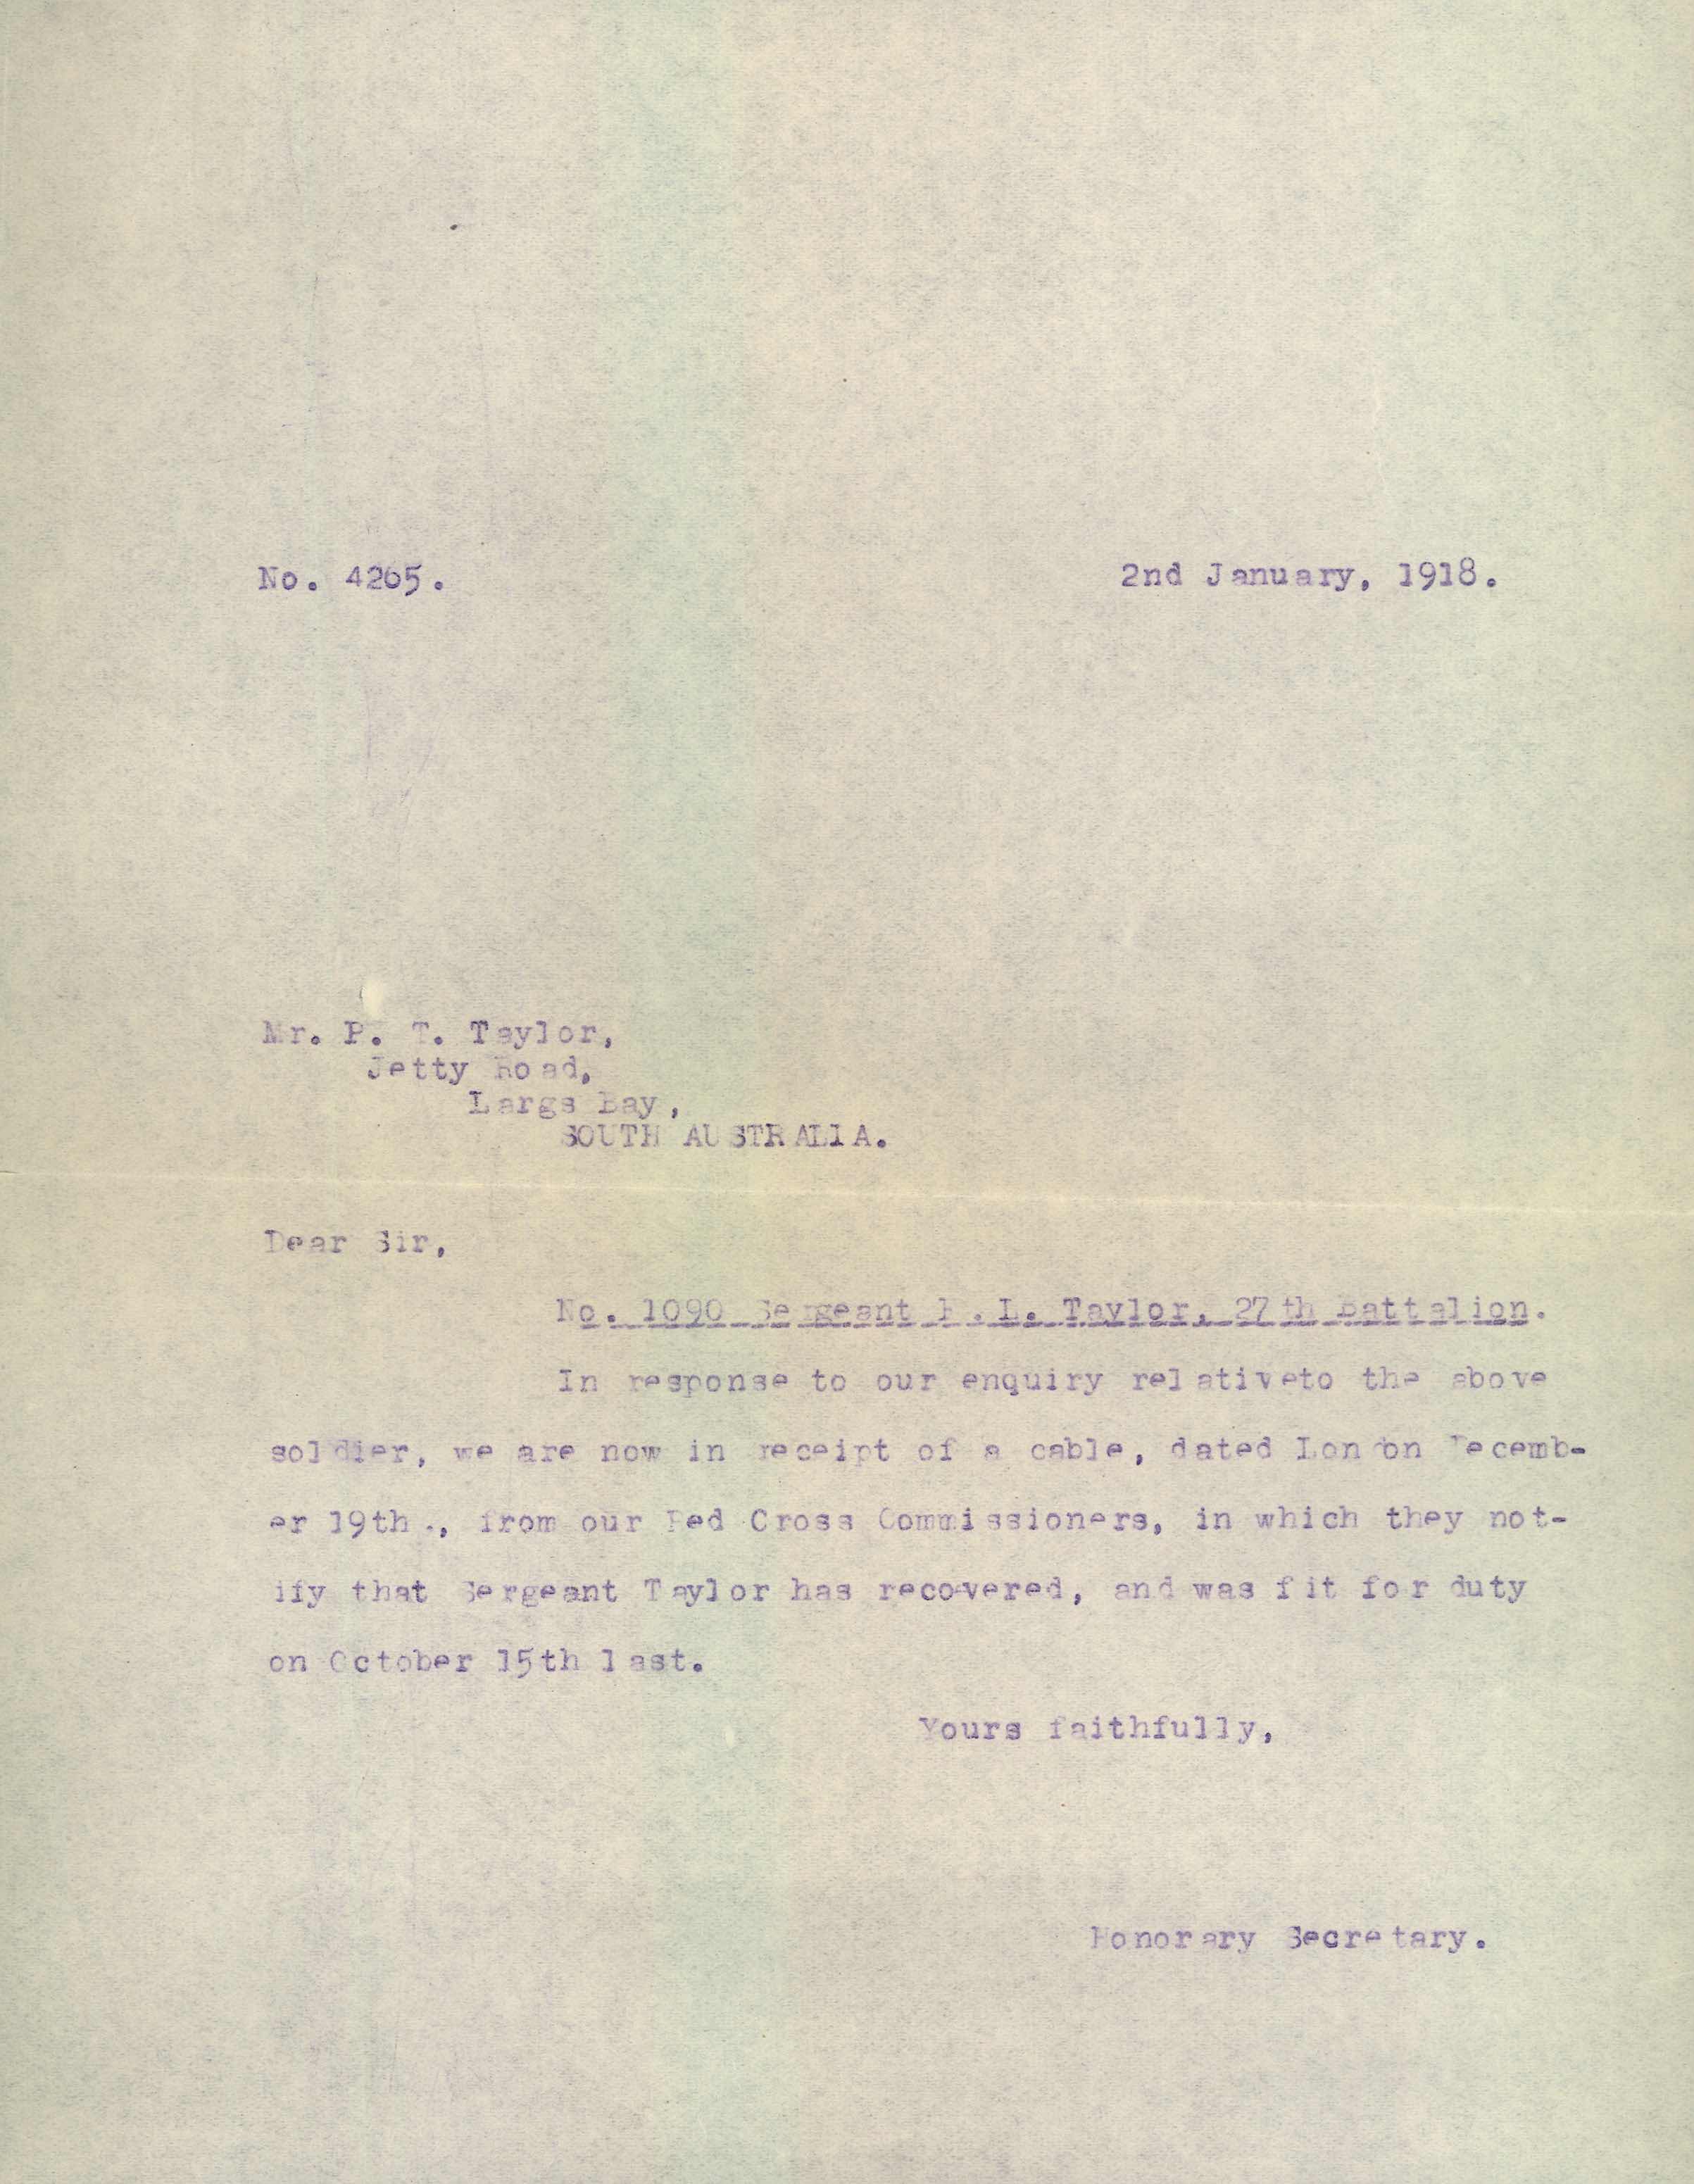 No. 4265.
2nd January, 1918.
Mr. P. T. Taylor,
Jetty Road,
Largs Bay,
SOUTH AUSTRALIA.
Dear Sir,
No. 1090 Sergeant L. Taylor, 27th Battalion.
In response to our enquiry relativeto the above
soldier, we are now in receipt of a cable, dated London Decemb-
er 19th., from our Red Cross Commissioners, in which they not-
ify that Sergeant Taylor has recovered, and was fit for duty
on October 15th last.
Yours faithfully,
Honorary Secretary.